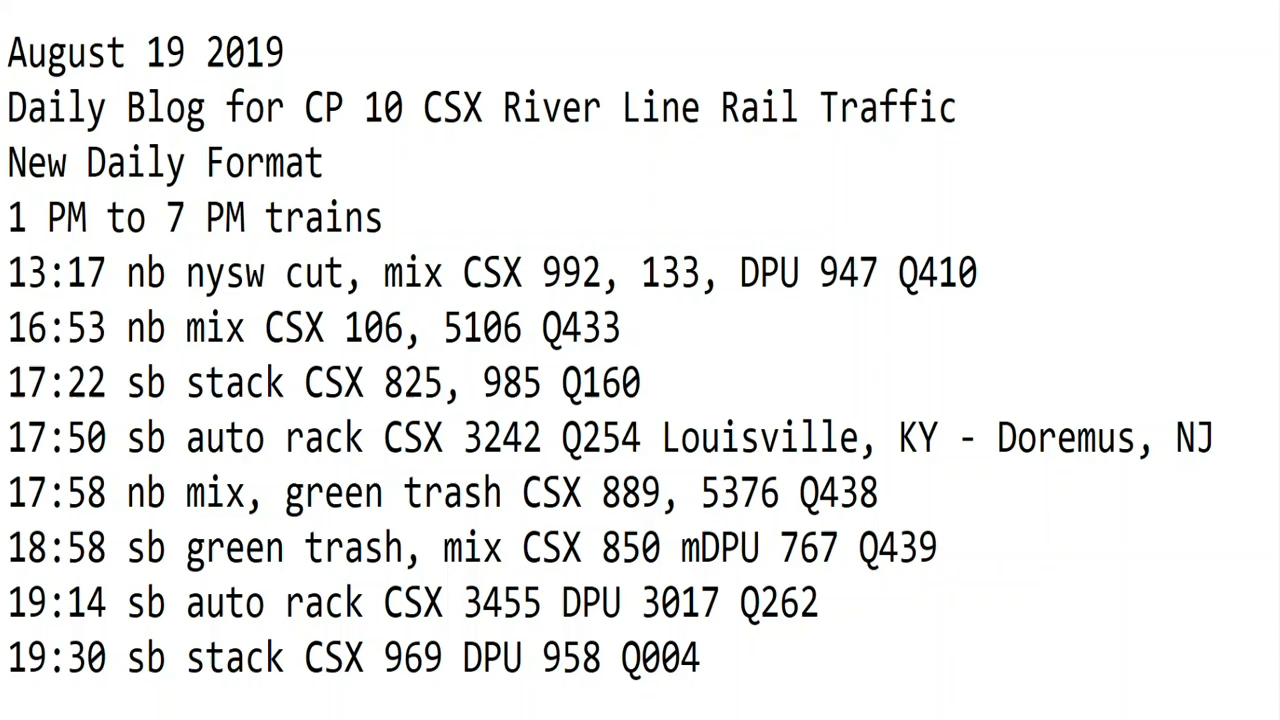 August 19 2019
Daily Blog for CP 10 CSX River Line Rail Traffic
New Daily Format
1 PM to 7 PM trains
13:17 nb nysw cut, mix CSX 992, 133, DPU 947 Q410
16:53 nb mix CSX 106, 5106 Q433
17:22 sb stack CSX 825, 985 Q160
17:50 sb auto rack CSX 3242 Q254 Louisville, KY - Doremus, NJ
17:58 nb mix, green trash CSX 889, 5376 Q438
18:58 sb green trash, mix CSX 850 mDPU 767 Q439
19:14 sb auto rack CSX 3455 DPU 3017 Q262
19:30 sb stack CSX 969 DPU 958 Q004